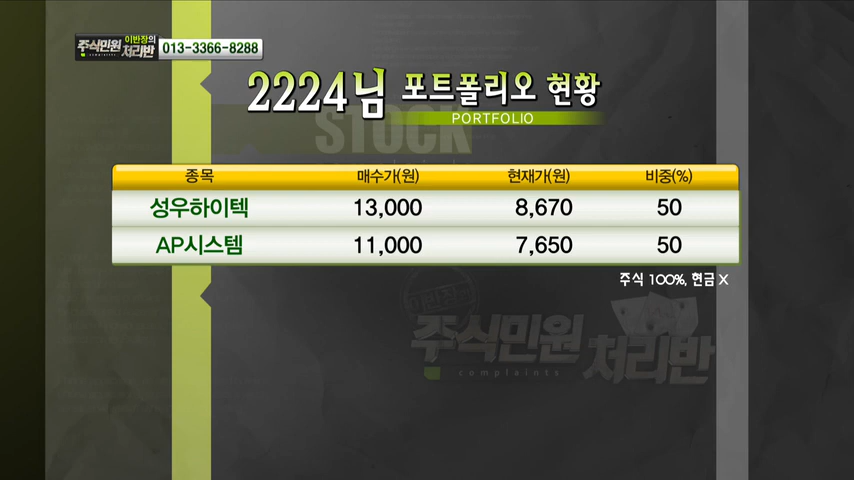 주식민원 이반장의 처리반 013-3366-8288
complaints
2224님 포트폴리오 현황
PORTFOLIO
STOCK
종목 매수가(원) 현재가(원) 비중(%)
성우하이텍 13,000 8,670 50
AP시스템 11,000 7,650 50
주식 100%, 현금 X
주식민원 처리반
complaints